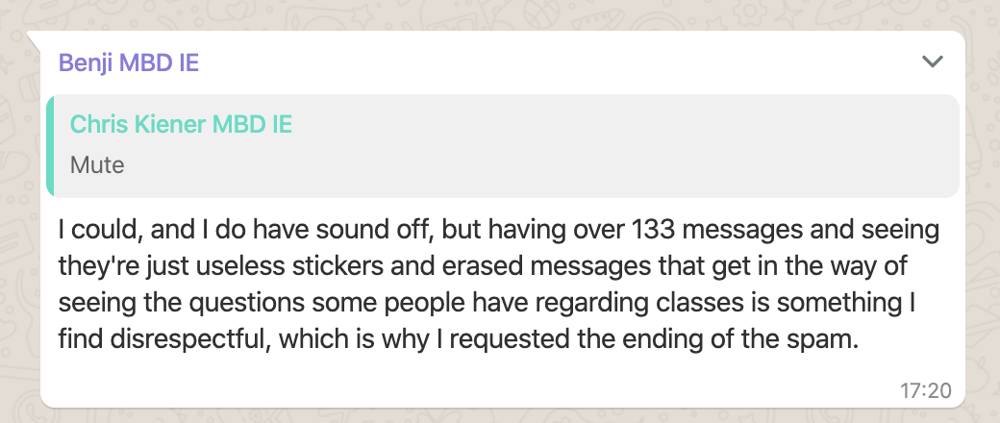 Benji MBD IE
Chris Kiener MBD IE
Mute
I could, and I do have sound off, but having over 133 messages and seeing
they're just useless stickers and erased messages that get in the way of
seeing the questions some people have regarding classes is something I
find disrespectful, which is why I requested the ending of the spam.
17:20